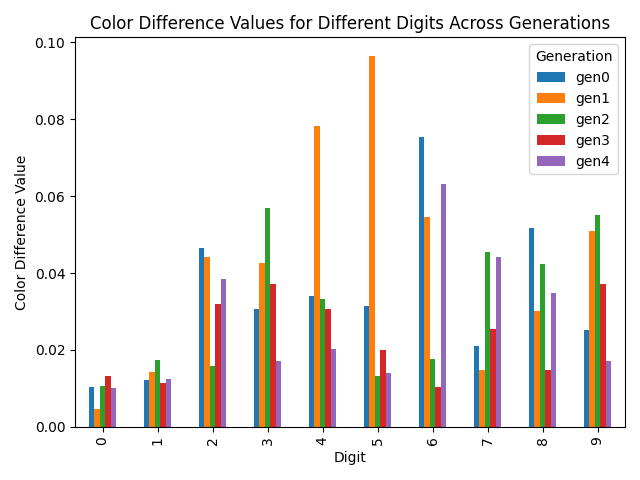 Color Difference Values for Different Digits Across Generations
Color Difference Value
0.10
0.08
0.06
0.04
0.02
0.00
Generation
gen0
gen1
gen2
gen3
gen4
0 1 2 3 4 5 6 7 8 9
Digit